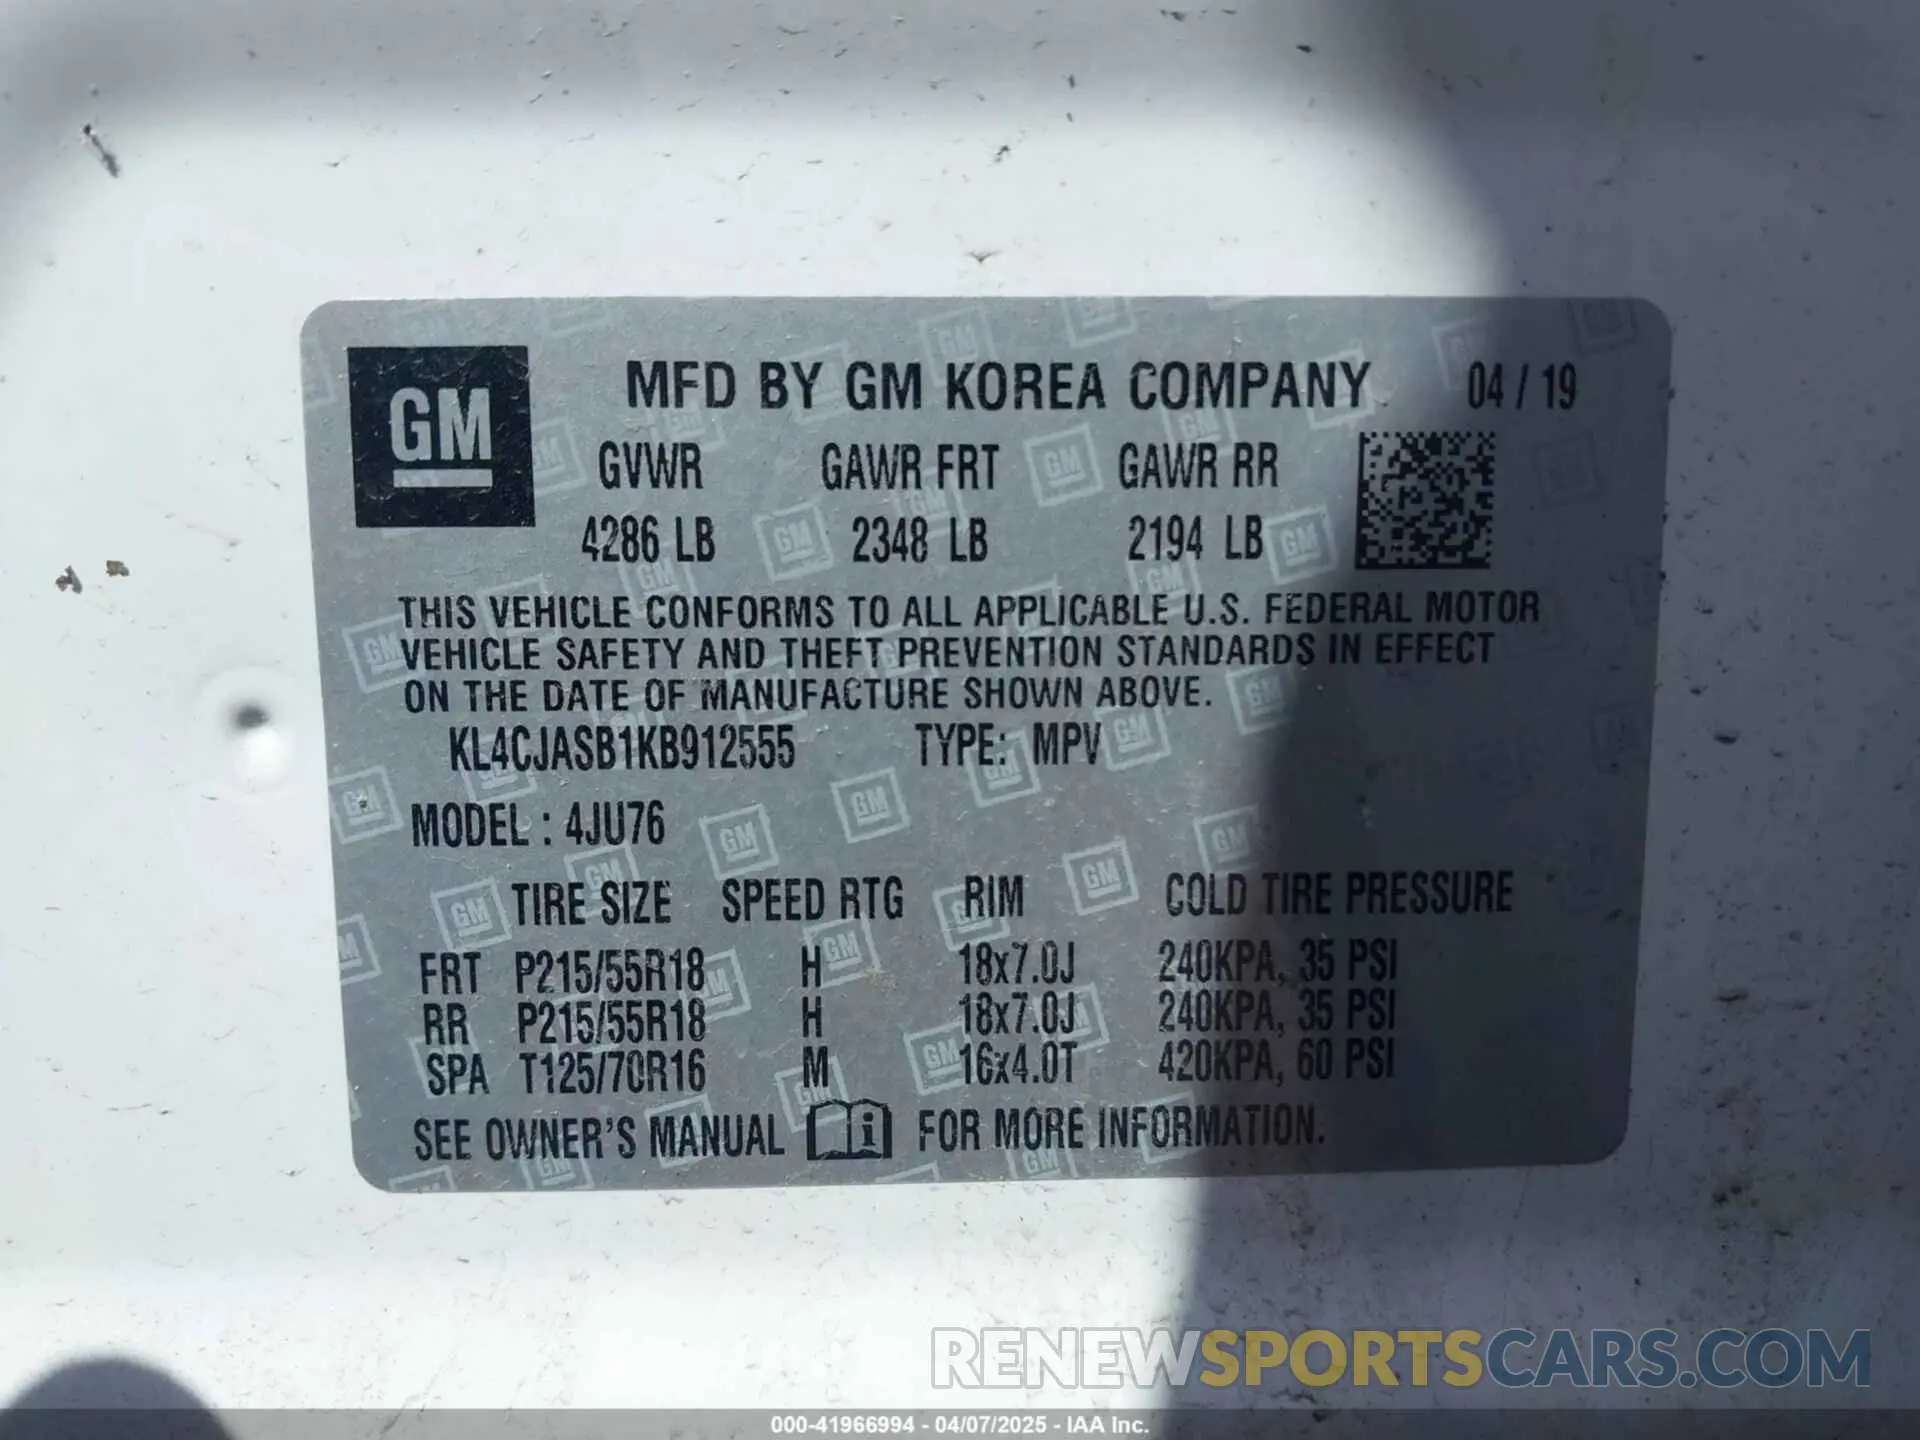 GM
MFD BY GM KOREA COMPANY 04 / 19
GVWR GAWR FRT GAWR RR
4286 LB 2348 LB 2194 LB
THIS VEHICLE CONFORMS TO ALL APPLICABLE U.S. FEDERAL MOTOR
VEHICLE SAFETY AND THEFT PREVENTION STANDARDS IN EFFECT
ON THE DATE OF MANUFACTURE SHOWN ABOVE.
KL4CJASB1KB912555 TYPE: MPV
MODEL : 4JU76
TIRE SIZE SPEED RTG RIM COLD TIRE PRESSURE
FRT P215/55R18 H 18x7.0J 240KPA, 35 PSI
RR P215/55R18 H 18x7.0J 240KPA, 35 PSI
SPA T125/70R16 M 16x4.0T 420KPA, 60 PSI
SEE OWNER'S MANUAL i FOR MORE INFORMATION.
RENEWSPORTSCARS.COM
000-41966994 - 04/07/2025 - IAA Inc.